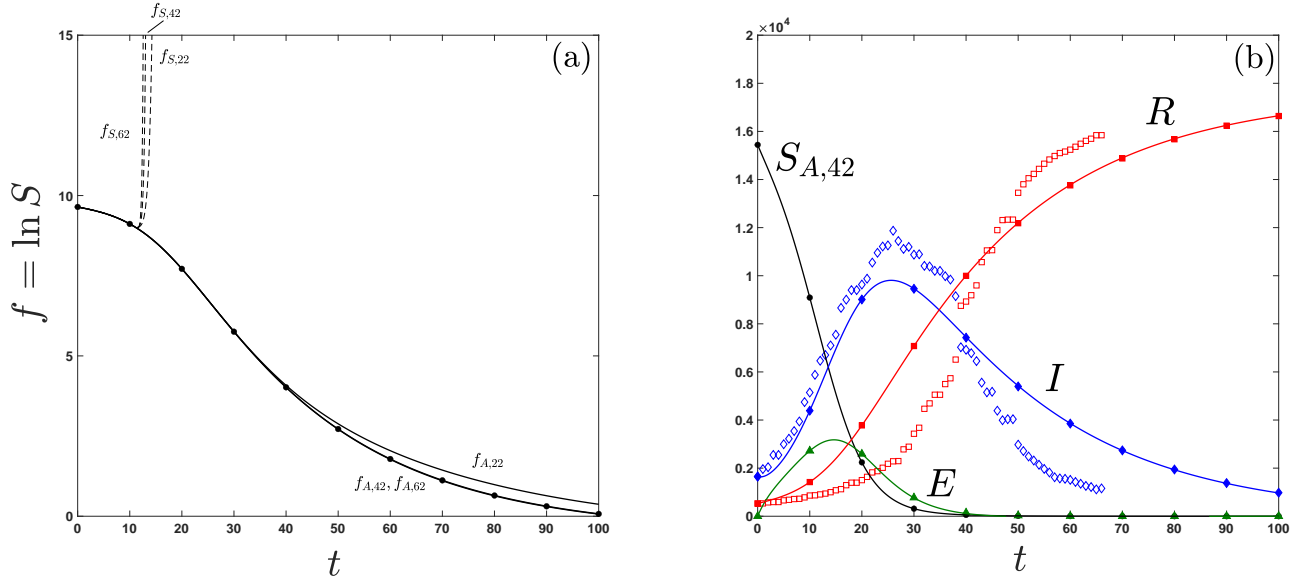 f_{S,42}
f_{S,22}
f_{S,62}
(a)
15
10
5
0
f = ln S
f_{A,22}
f_{A,42}, f_{A,62}
0 10 20 30 40 50 60 70 80 90 100
t
×10⁴
2
1.8
1.6
1.4
1.2
1
0.8
0.6
0.4
0.2
0
(b)
R
S_{A,42}
I
E
0 10 20 30 40 50 60 70 80 90 100
t